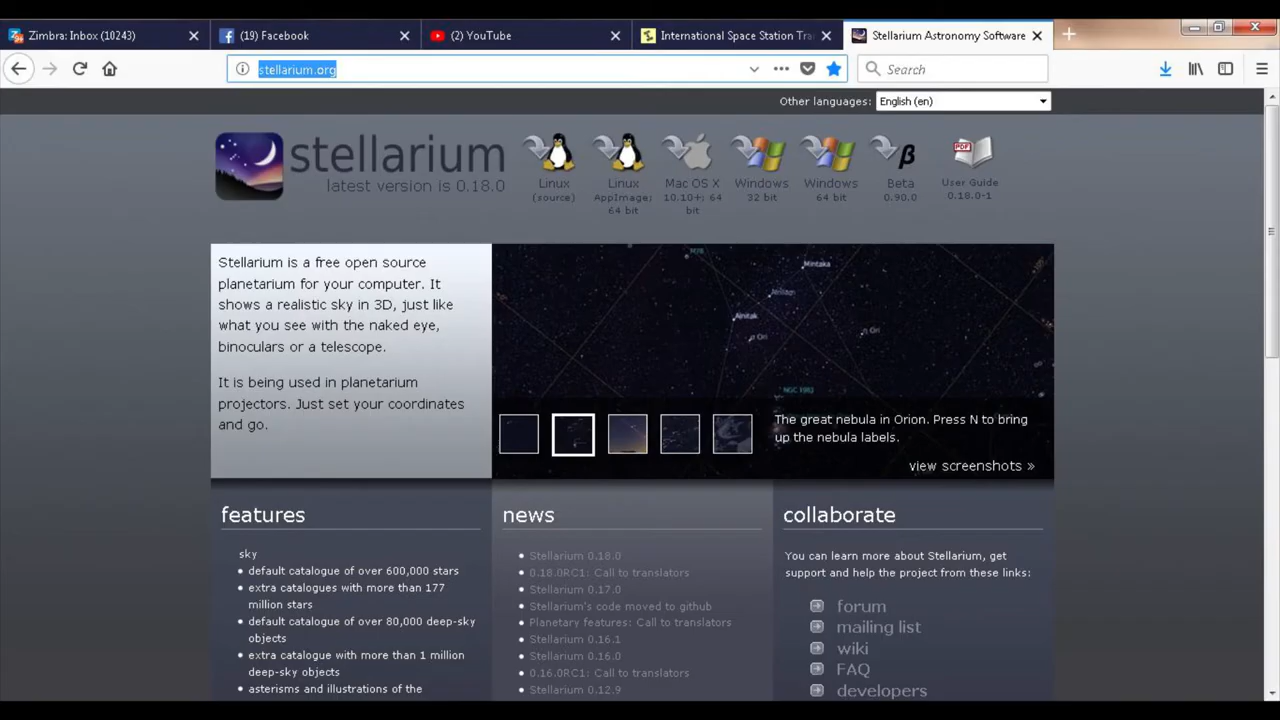 Zimbra: Inbox (10243)
(19) Facebook
(2) YouTube
International Space Station Tra
Stellarium Astronomy Software
stellarium.org
Search
Other languages: English (en)
stellarium
latest version is 0.18.0
Linux
(source)
Linux
AppImage;
64 bit
Mac OS X
10.10+; 64
bit
Windows
32 bit
Windows
64 bit
β
Beta
0.90.0
PDF
User Guide
0.18.0-1
Stellarium is a free open source
planetarium for your computer. It
shows a realistic sky in 3D, just like
what you see with the naked eye,
binoculars or a telescope.
It is being used in planetarium
projectors. Just set your coordinates
and go.
Mintaka
Alnilam
Alnitak
σ Ori
η Ori
NGC 1981
The great nebula in Orion. Press N to bring
up the nebula labels.
view screenshots »
features
sky
• default catalogue of over 600,000 stars
• extra catalogues with more than 177
million stars
• default catalogue of over 80,000 deep-sky
objects
• extra catalogue with more than 1 million
deep-sky objects
• asterisms and illustrations of the
news
• Stellarium 0.18.0
• 0.18.0RC1: Call to translators
• Stellarium 0.17.0
• Stellarium's code moved to github
• Planetary features: Call to translators
• Stellarium 0.16.1
• Stellarium 0.16.0
• 0.16.0RC1: Call to translators
• Stellarium 0.12.9
collaborate
You can learn more about Stellarium, get
support and help the project from these links:
forum
mailing list
wiki
FAQ
developers